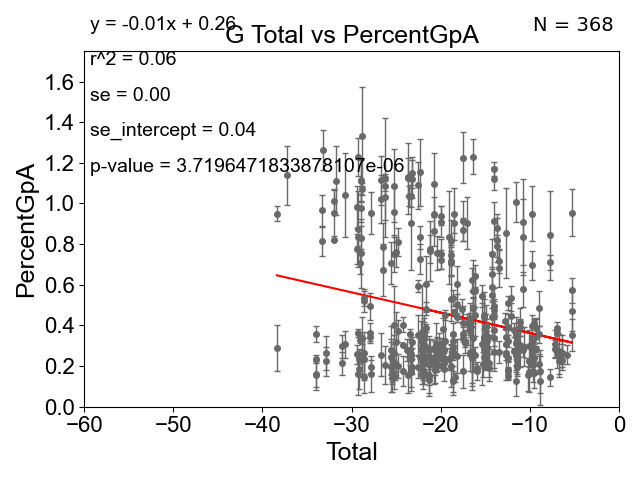 y = -0.01x + 0.26
N = 368
G Total vs PercentGpA
r^2 = 0.06
se = 0.00
se_intercept = 0.04
p-value = 3.7196471833878107e-06
PercentGpA
1.6
1.4
1.2
1.0
0.8
0.6
0.4
0.2
0.0
−60 −50 −40 −30 −20 −10 0
Total